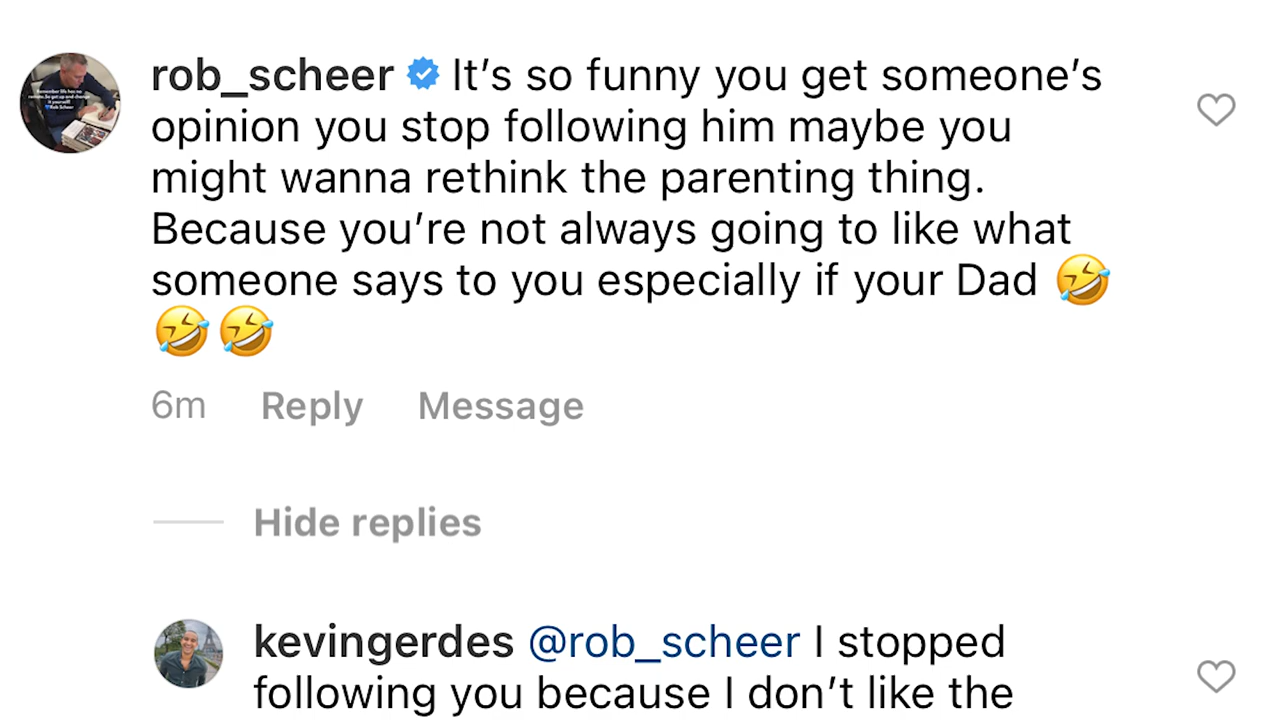 rob_scheer It's so funny you get someone's
opinion you stop following him maybe you
might wanna rethink the parenting thing.
Because you're not always going to like what
someone says to you especially if your Dad 🤣
🤣🤣
6m Reply Message
Hide replies
kevingerdes @rob_scheer I stopped
following you because I don't like the